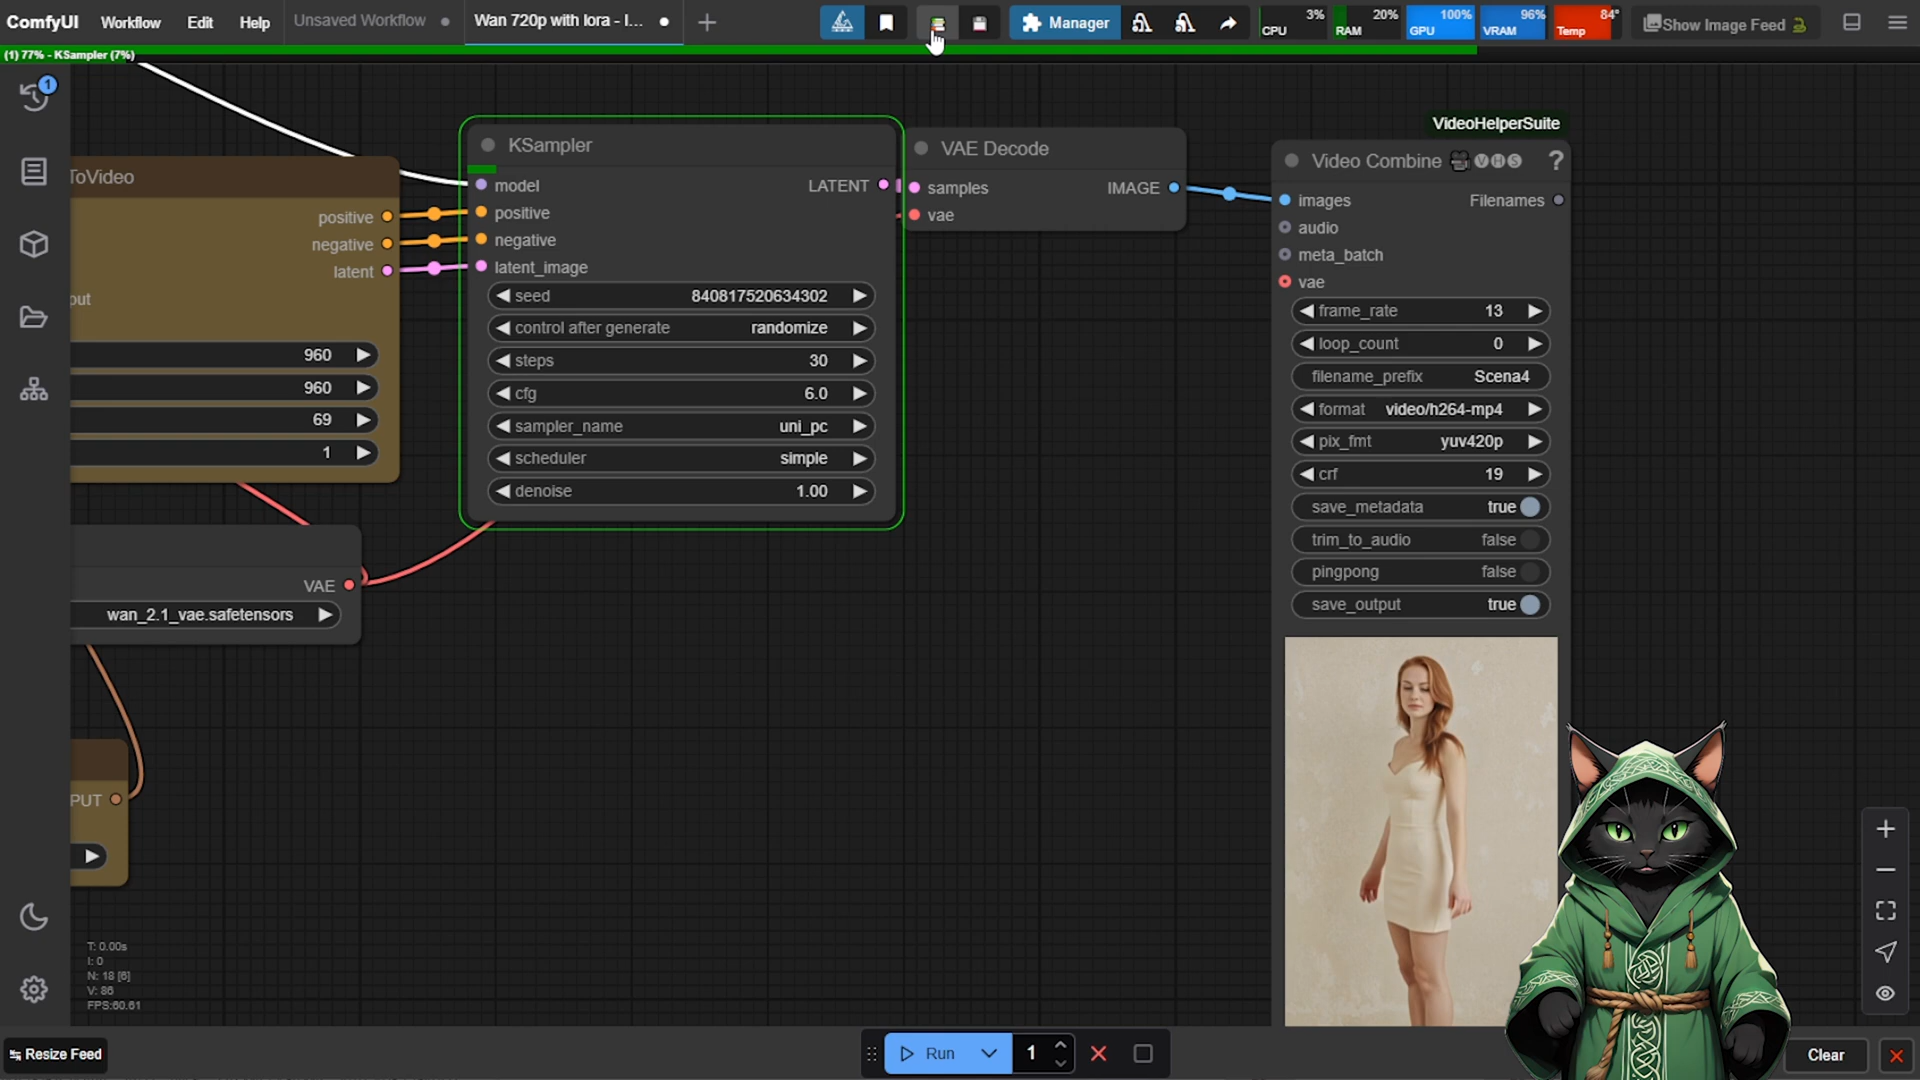 ComfyUI
Workflow
Edit
Help
Unsaved Workflow
Wan 720p with lora - I...
Manager
CPU
3%
RAM
20%
GPU
100%
VRAM
96%
Temp
84°
Show Image Feed
(1) 77% - KSampler (7%)
1
ToVideo
positive
negative
latent
put
960
960
69
1
VAE
wan_2.1_vae.safetensors
PUT
KSampler
model
LATENT
positive
negative
latent_image
seed 840817520634302
control after generate randomize
steps 30
cfg 6.0
sampler_name uni_pc
scheduler simple
denoise 1.00
VAE Decode
samples
IMAGE
vae
VideoHelperSuite
Video Combine VHS ?
images
Filenames
audio
meta_batch
vae
frame_rate 13
loop_count 0
filename_prefix Scena4
format video/h264-mp4
pix_fmt yuv420p
crf 19
save_metadata true
trim_to_audio false
pingpong false
save_output true
T: 0.00s
I: 0
N: 18 [6]
V: 86
FPS:60.61
Resize Feed
Run
1
Clear